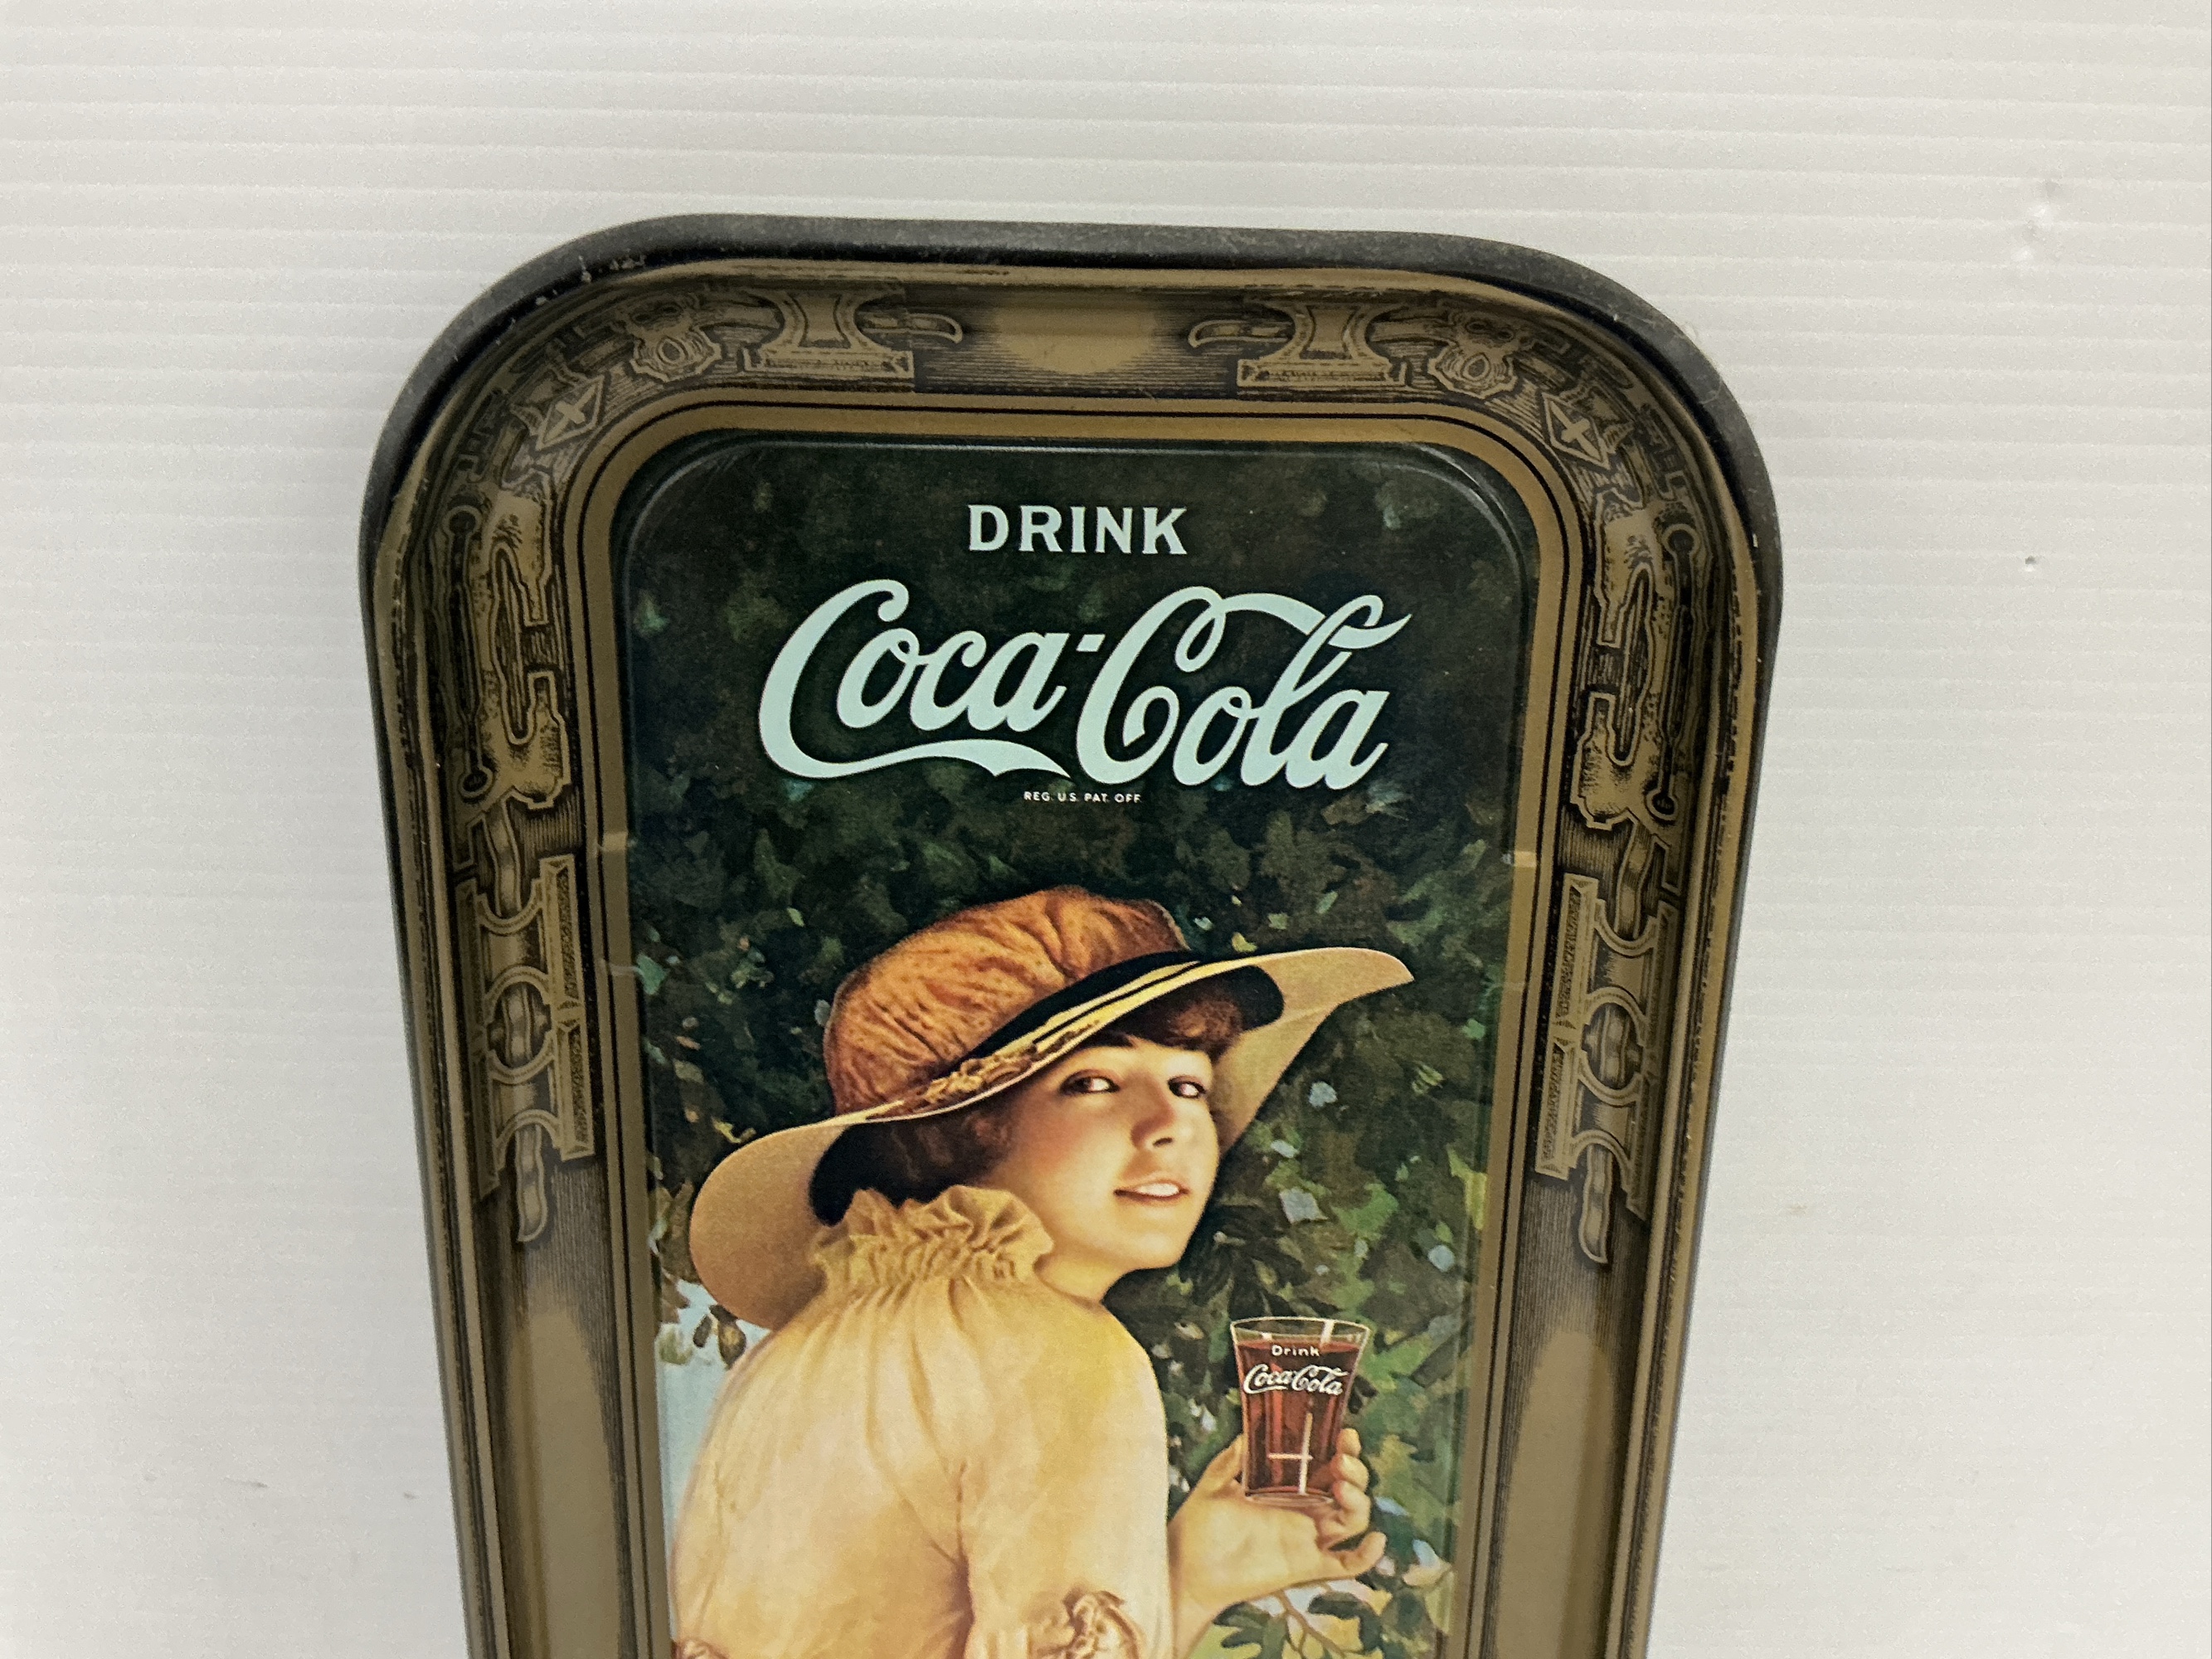 DRINK
Coca-Cola
REG. U.S. PAT. OFF.
Drink
Coca-Cola